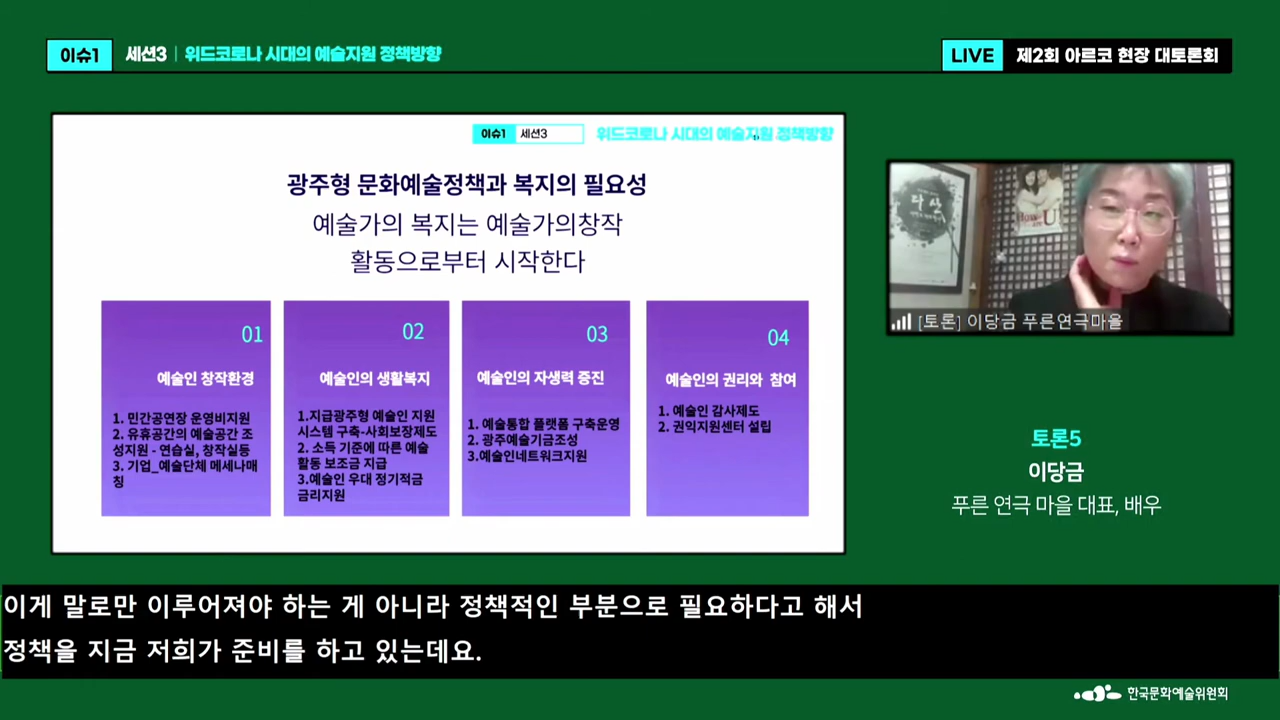 이슈1 세션3 | 위드코로나 시대의 예술지원 정책방향
LIVE 제2회 아르코 현장 대토론회
이슈1 세션3 위드코로나 시대의 예술지원 정책방향
광주형 문화예술정책과 복지의 필요성
예술가의 복지는 예술가의창작
활동으로부터 시작한다
01
예술인 창작환경
1. 민간공연장 운영비지원
2. 유휴공간의 예술공간 조
성지원 - 연습실, 창작실등
3. 기업_예술단체 메세나매
칭
02
예술인의 생활복지
1.지급광주형 예술인 지원
시스템 구축-사회보장제도
2. 소득 기준에 따른 예술
활동 보조금 지급
3.예술인 우대 정기적금
금리지원
03
예술인의 자생력 증진
1. 예술통합 플랫폼 구축운영
2. 광주예술기금조성
3.예술인네트워크지원
04
예술인의 권리와 참여
1. 예술인 감사제도
2. 권익지원센터 설립
다산
How U
[토론] 이당금 푸른연극마을
토론5
이당금
푸른 연극 마을 대표, 배우
이게 말로만 이루어져야 하는 게 아니라 정책적인 부분으로 필요하다고 해서
정책을 지금 저희가 준비를 하고 있는데요.
한국문화예술위원회